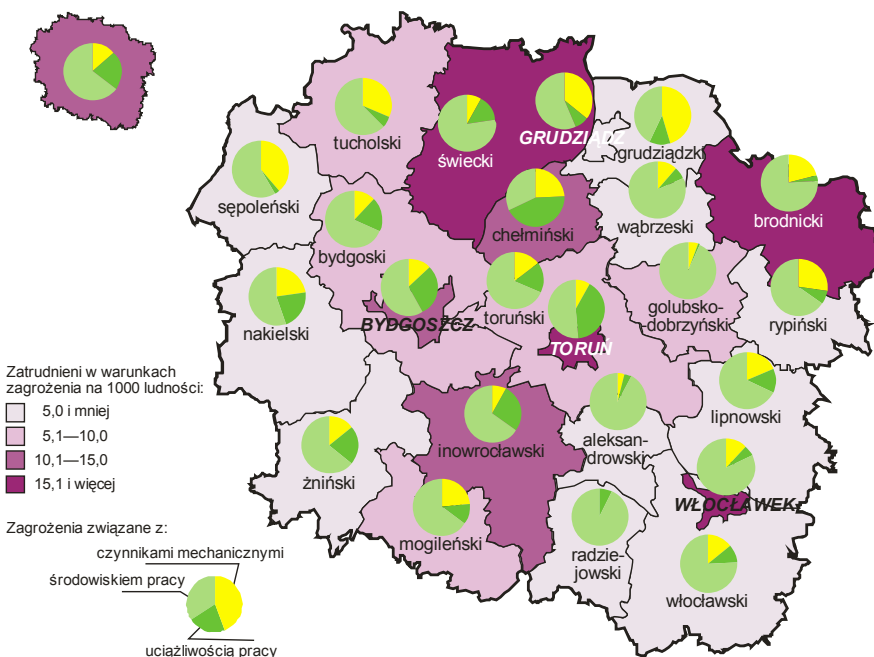 tucholski
świecki
GRUDZIĄDZ
grudziądzki
sępoleński
chełmiński
wąbrzeski
brodnicki
bydgoski
nakielski
BYDGOSZCZ
toruński
TORUŃ
golubsko-
dobrzyński
rypiński
Zatrudnieni w warunkach
zagrożenia na 1000 ludności:
5,0 i mniej
5,1—10,0
10,1—15,0
15,1 i więcej
inowrocławski
aleksan-
drowski
lipnowski
żniński
WŁOCŁAWEK
mogileński
radzie-
jowski
włocławski
Zagrożenia związane z:
czynnikami mechanicznymi
środowiskiem pracy
uciążliwością pracy